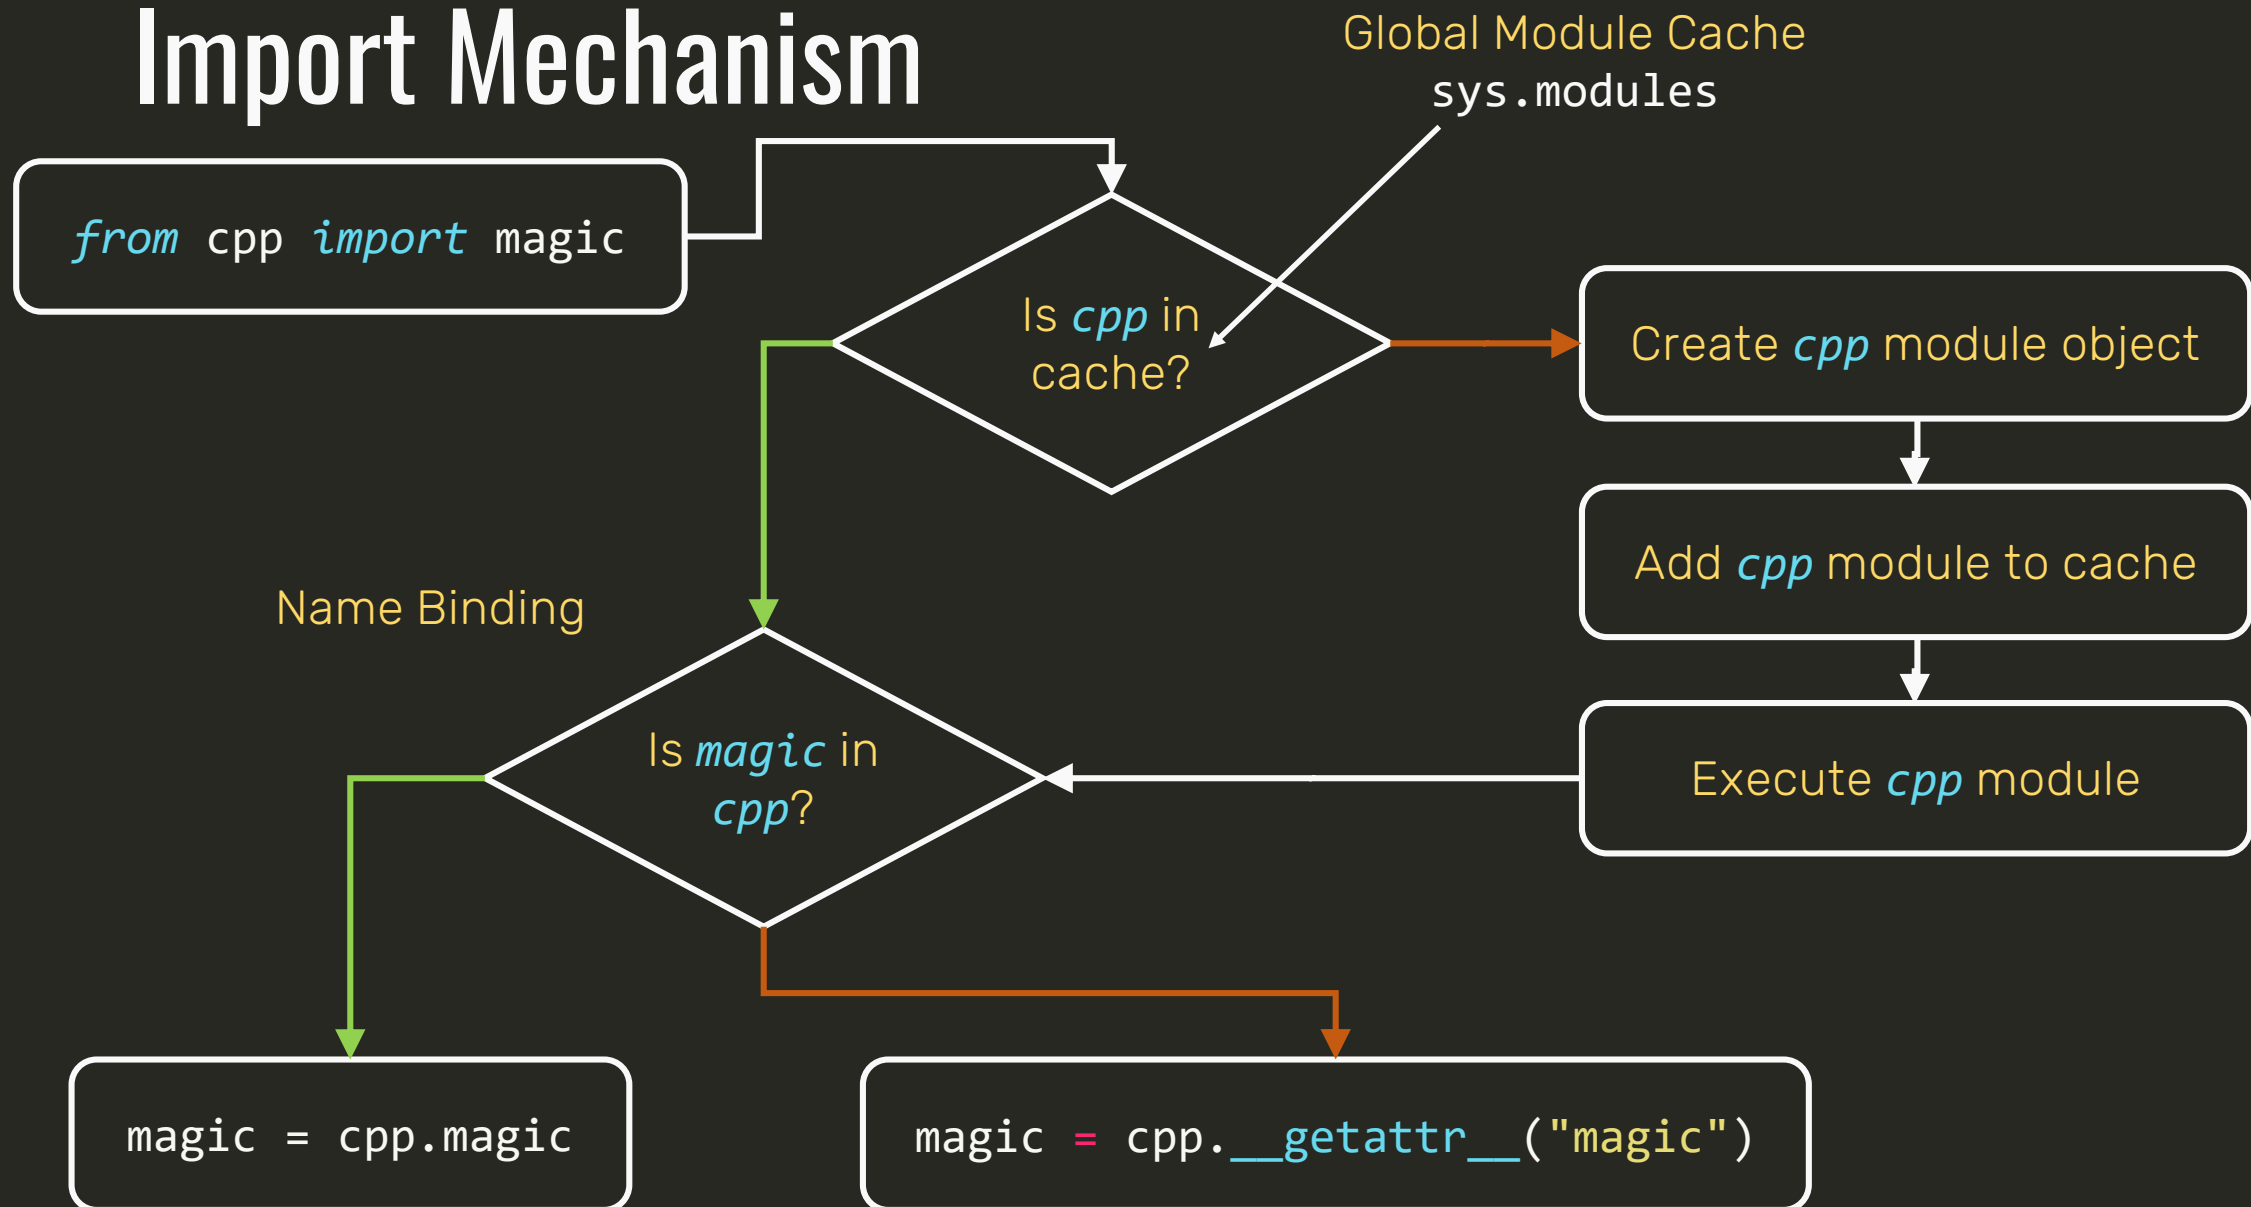 Import Mechanism
Global Module Cache
sys.modules
from cpp import magic
Is cpp in
cache?
Create cpp module object
Add cpp module to cache
Name Binding
Is magic in
cpp?
Execute cpp module
magic = cpp.magic
magic = cpp.__getattr__("magic")